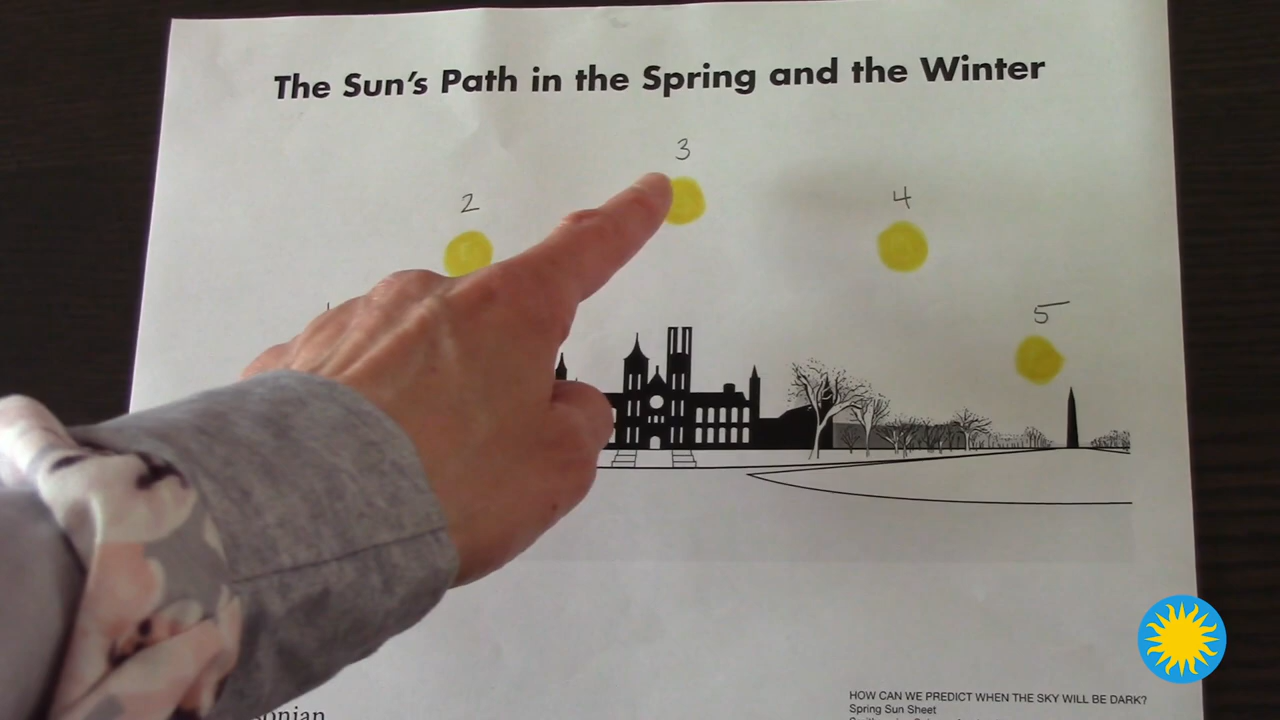 The Sun's Path in the Spring and the Winter
3
2
4
5
HOW CAN WE PREDICT WHEN THE SKY WILL BE DARK?
Spring Sun Sheet